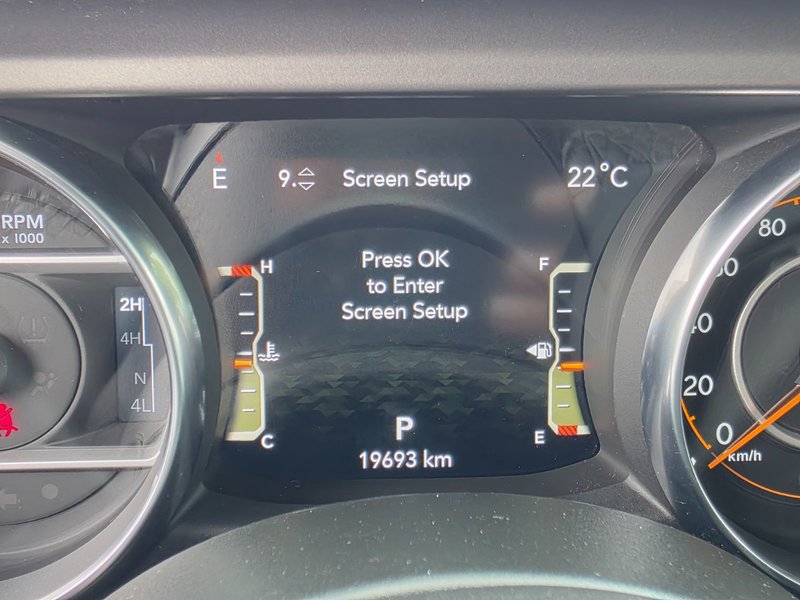 E 9. Screen Setup 22°C
RPM
x 1000
Press OK
to Enter
Screen Setup
H
F
2H
4H
N
4L
C
E
P
19693 km
80
20
0
km/h